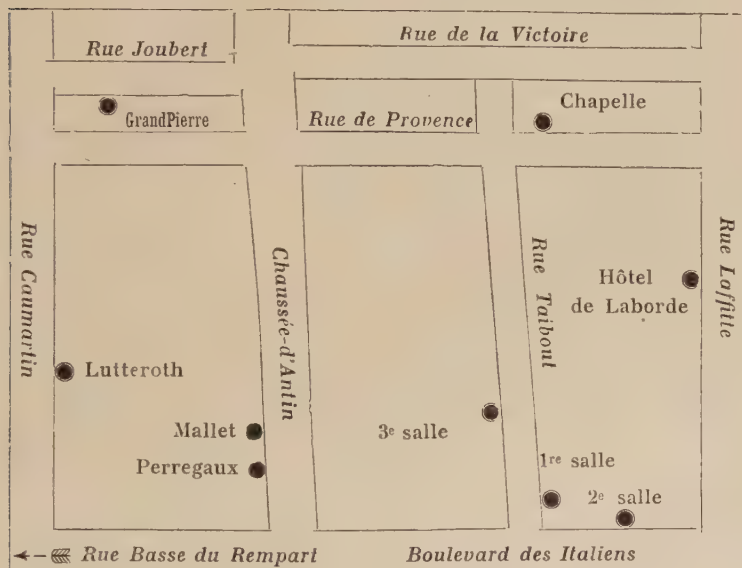 Rue Joubert
Rue de la Victoire
GrandPierre
Rue de Provence
Chapelle
Rue Caumartin
Chaussée-d'Antin
Rue Taibout
Rue Laffitte
Hôtel
de Laborde
Lutteroth
Mallet
3e salle
Perregaux
1re salle
2e salle
Rue Basse du Rempart
Boulevard des Italiens